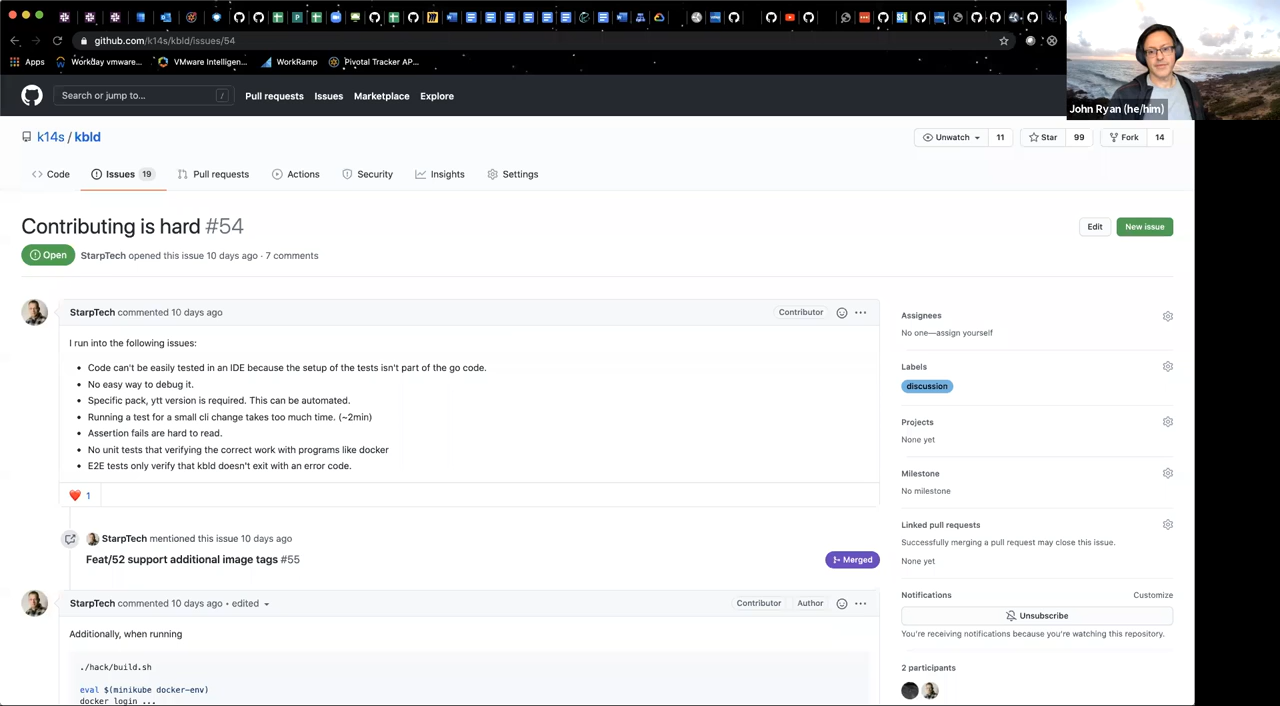 github.com/k14s/kbld/issues/54
Apps Workday vmware... VMware Intelligen... WorkRamp Pivotal Tracker AP...
John Ryan (he/him)
Search or jump to... / Pull requests Issues Marketplace Explore
k14s / kbld
Unwatch 11 Star 99 Fork 14
Code Issues 19 Pull requests Actions Security Insights Settings
Contributing is hard #54
Edit New issue
Open StarpTech opened this issue 10 days ago · 7 comments
StarpTech commented 10 days ago Contributor ...
I run into the following issues:
• Code can't be easily tested in an IDE because the setup of the tests isn't part of the go code.
• No easy way to debug it.
• Specific pack, ytt version is required. This can be automated.
• Running a test for a small cli change takes too much time. (~2min)
• Assertion fails are hard to read.
• No unit tests that verifying the correct work with programs like docker
• E2E tests only verify that kbld doesn't exit with an error code.
❤️ 1
StarpTech mentioned this issue 10 days ago
Feat/52 support additional image tags #55 Merged
StarpTech commented 10 days ago • edited Contributor Author ...
Additionally, when running
./hack/build.sh
eval $(minikube docker-env)
docker login ...
Assignees
No one—assign yourself
Labels
discussion
Projects
None yet
Milestone
No milestone
Linked pull requests
Successfully merging a pull request may close this issue.
None yet
Notifications Customize
Unsubscribe
You're receiving notifications because you're watching this repository.
2 participants